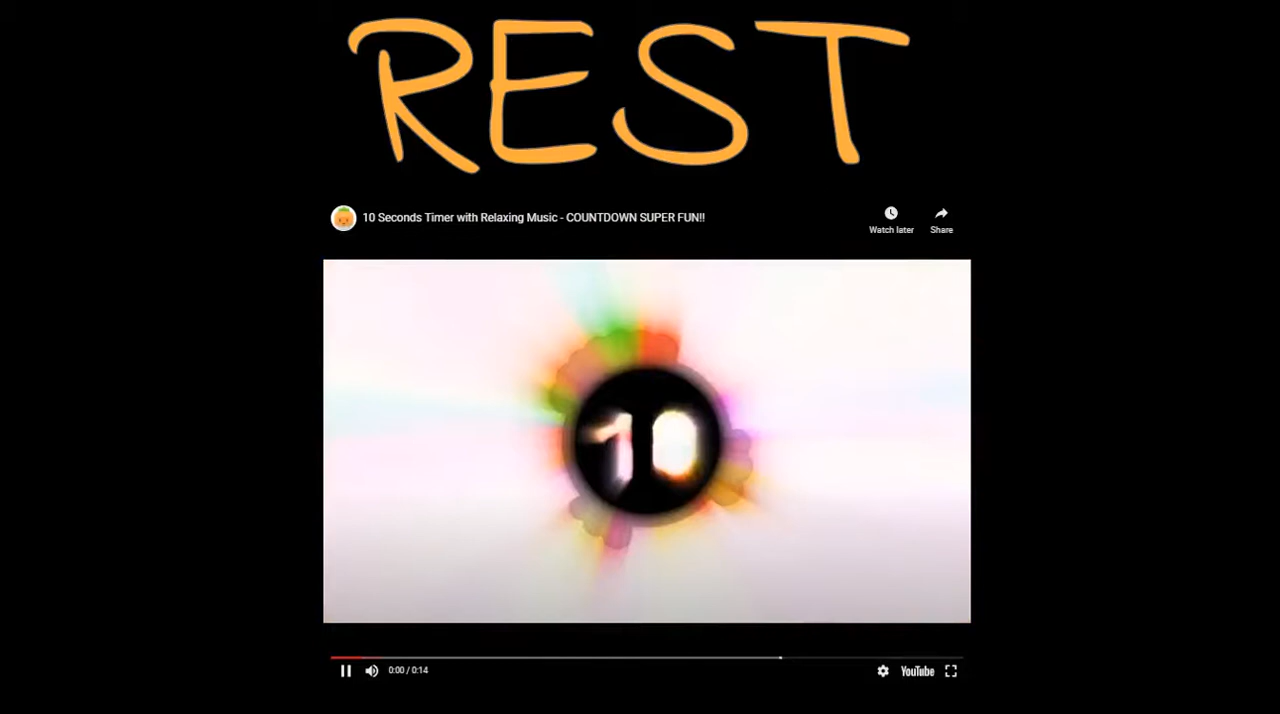 REST
10 Seconds Timer with Relaxing Music - COUNTDOWN SUPER FUN!!
Watch later
Share
10
0:00 / 0:14
YouTube